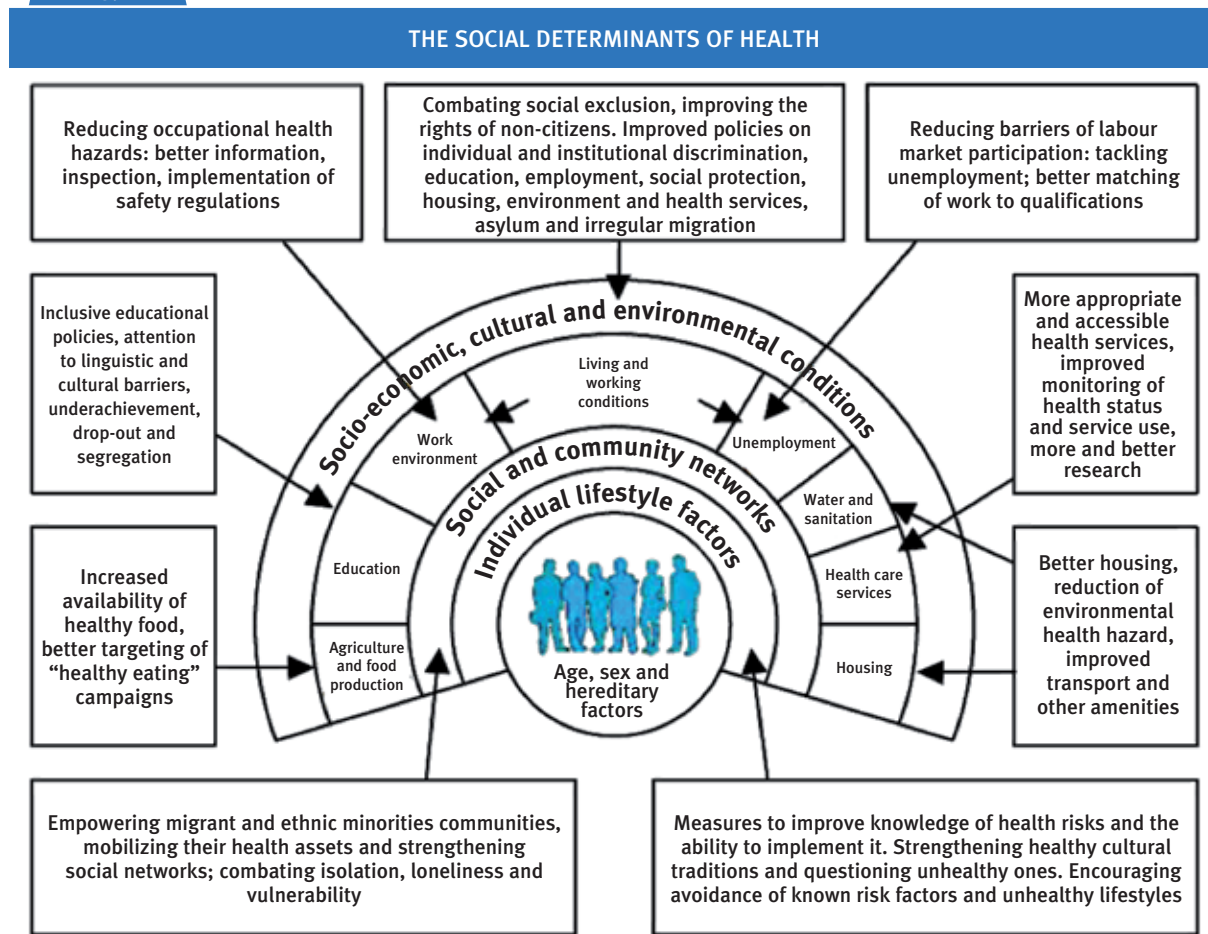 THE SOCIAL DETERMINANTS OF HEALTH
Reducing occupational health
hazards: better information,
inspection, implementation of
safety regulations
Combating social exclusion, improving the
rights of non-citizens. Improved policies on
individual and institutional discrimination,
education, employment, social protection,
housing, environment and health services,
asylum and irregular migration
Reducing barriers of labour
market participation: tackling
unemployment; better matching
of work to qualifications
Inclusive educational
policies, attention
to linguistic and
cultural barriers,
underachievement,
drop-out and
segregation
More appropriate
and accessible
health services,
improved
monitoring of
health status
and service use,
more and better
research
Socio-economic, cultural and environmental conditions
Living and
working
conditions
Work
environment
Unemployment
Social and community networks
Water and
sanitation
Individual lifestyle factors
Education
Health care
services
Agriculture
and food
production
Housing
Age, sex and
hereditary
factors
Increased
availability of
healthy food,
better targeting of
“healthy eating”
campaigns
Better housing,
reduction of
environmental
health hazard,
improved
transport and
other amenities
Empowering migrant and ethnic minorities communities,
mobilizing their health assets and strengthening
social networks; combating isolation, loneliness and
vulnerability
Measures to improve knowledge of health risks and the
ability to implement it. Strengthening healthy cultural
traditions and questioning unhealthy ones. Encouraging
avoidance of known risk factors and unhealthy lifestyles